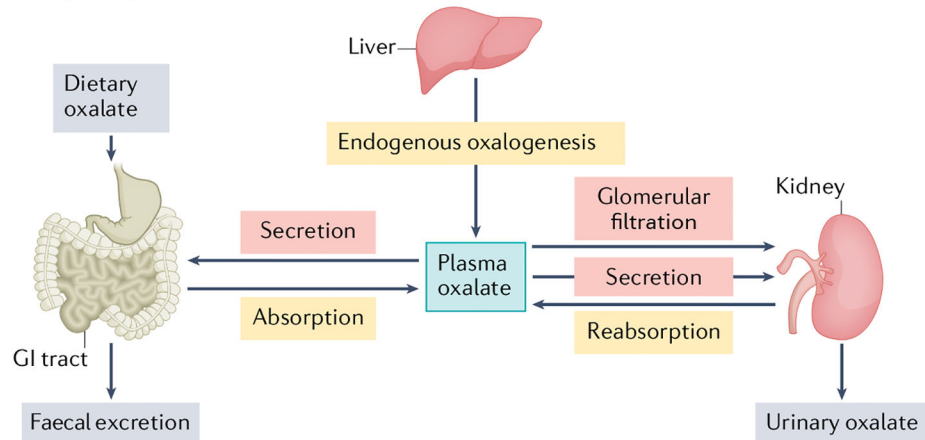 Liver
Dietary
oxalate
Endogenous oxalogenesis
Glomerular
filtration
Kidney
Secretion
Plasma
oxalate
Secretion
Absorption
Reabsorption
GI tract
Faecal excretion
Urinary oxalate